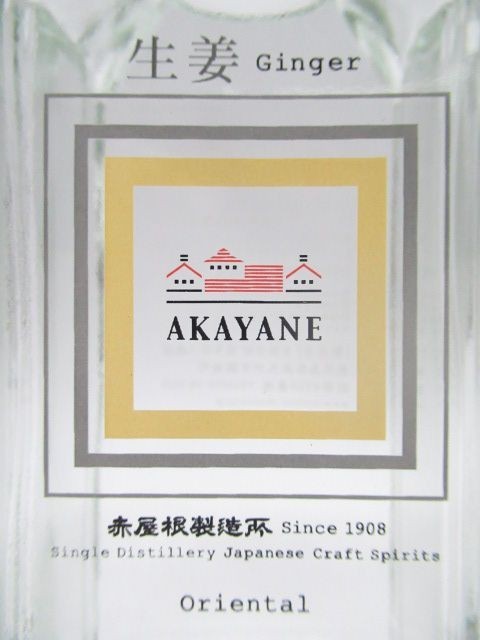 生姜 Ginger
AKAYANE
赤屋根製造所 Since 1908
Single Distillery Japanese Craft Spirits
Oriental